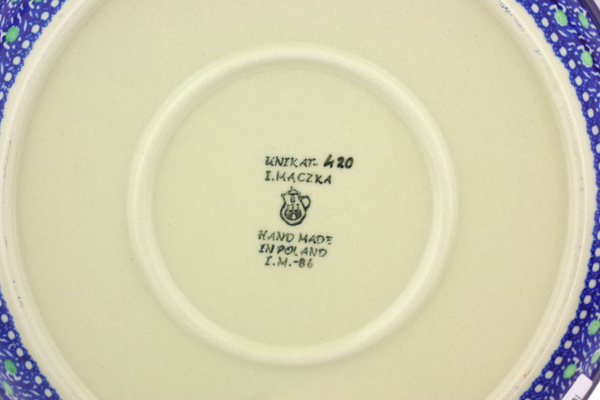 UNIKAT- 420
I. MĄCZKA
HAND MADE
IN POLAND
I.M.-86